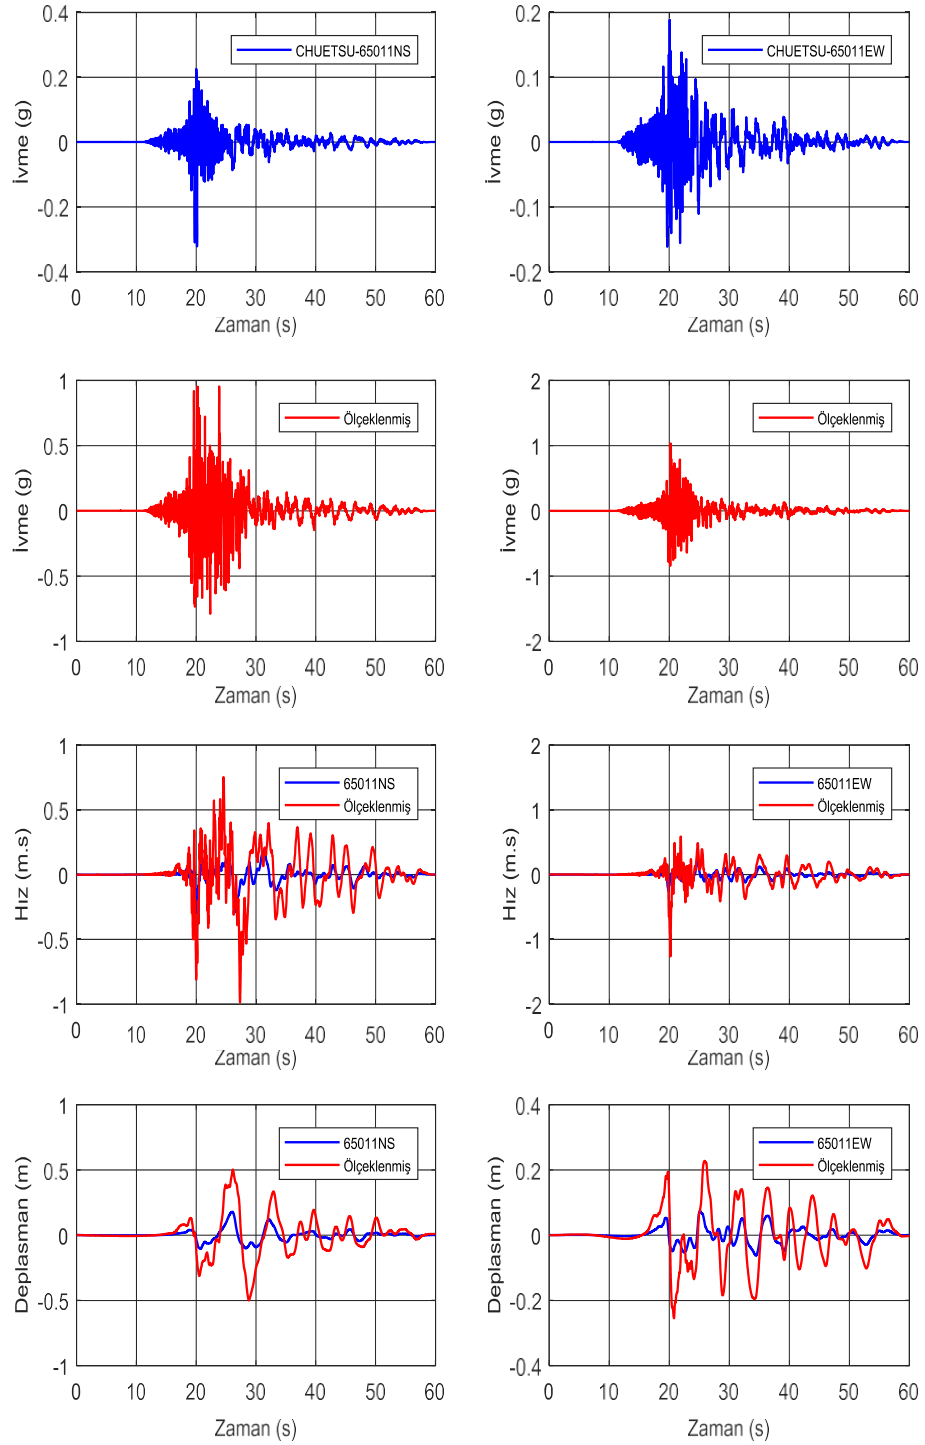 CHUETSU-65011NS
İvme (g)
0.4
0.2
0
-0.2
-0.4
0 10 20 30 40 50 60
Zaman (s)
CHUETSU-65011EW
İvme (g)
0.2
0.1
0
-0.1
-0.2
0 10 20 30 40 50 60
Zaman (s)
Ölçeklenmiş
İvme (g)
1
0.5
0
-0.5
-1
0 10 20 30 40 50 60
Zaman (s)
Ölçeklenmiş
İvme (g)
2
1
0
-1
-2
0 10 20 30 40 50 60
Zaman (s)
65011NS
Ölçeklenmiş
Hız (m.s)
1
0.5
0
-0.5
-1
0 10 20 30 40 50 60
Zaman (s)
65011EW
Ölçeklenmiş
Hız (m.s)
2
1
0
-1
-2
0 10 20 30 40 50 60
Zaman (s)
65011NS
Ölçeklenmiş
Deplasman (m)
1
0.5
0
-0.5
-1
0 10 20 30 40 50 60
Zaman (s)
65011EW
Ölçeklenmiş
Deplasman (m)
0.4
0.2
0
-0.2
-0.4
0 10 20 30 40 50 60
Zaman (s)